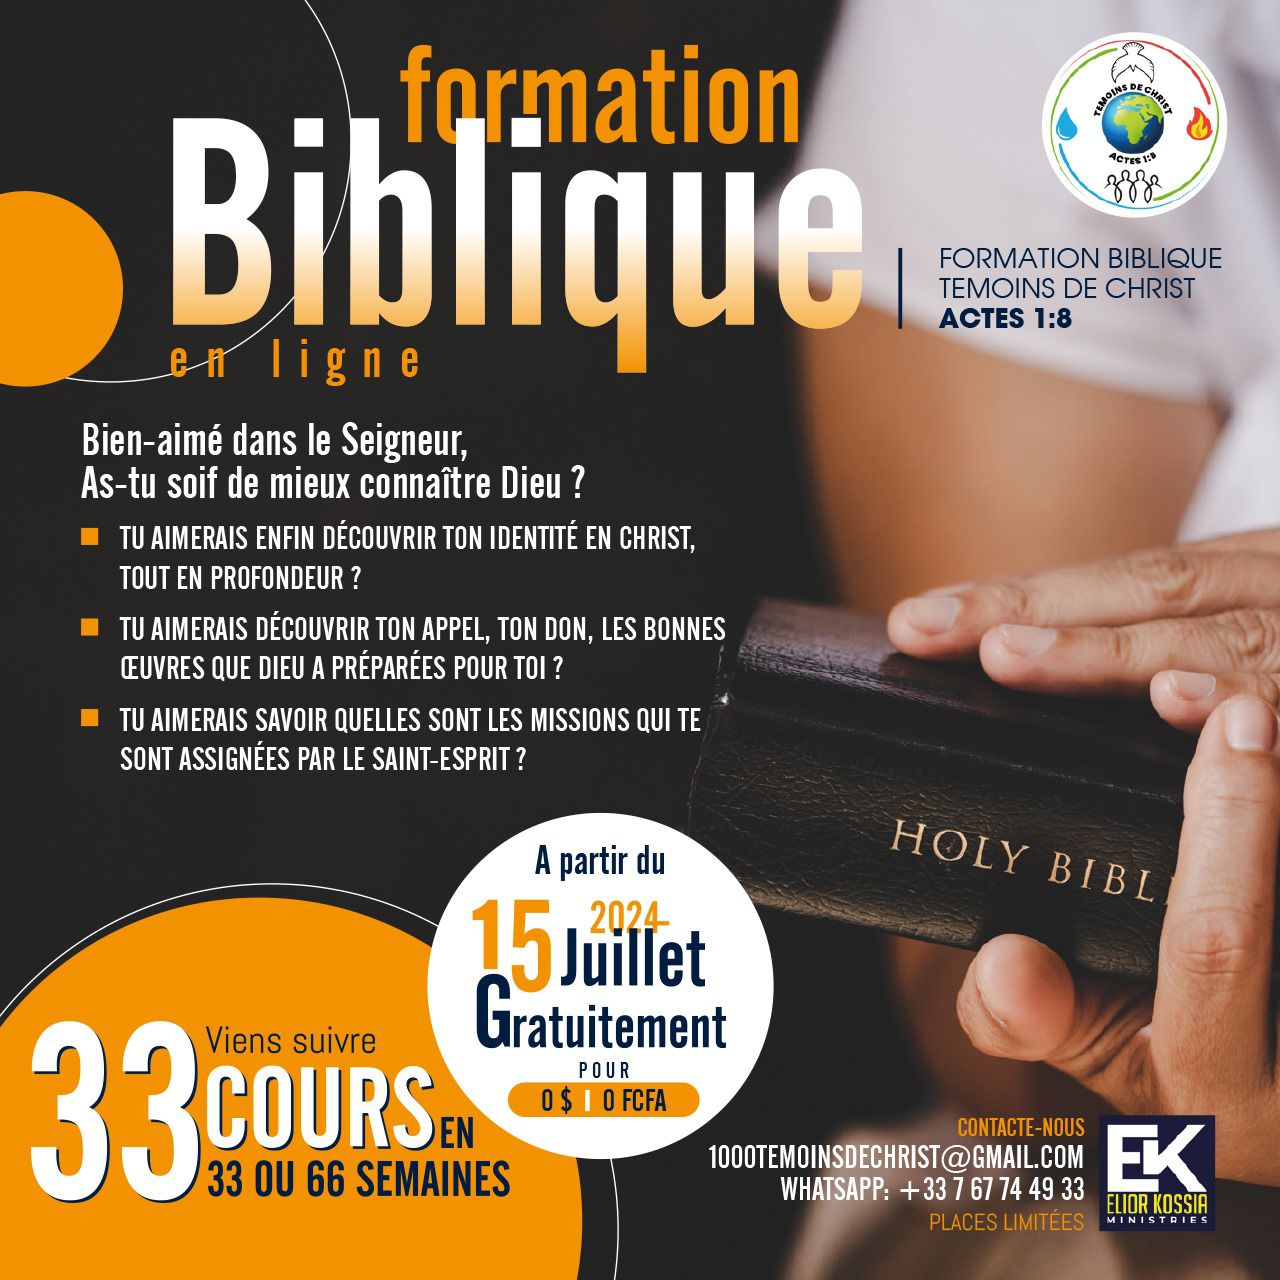 formation
Biblique
en ligne
TEMOINS DE CHRIST
ACTES 1:8
FORMATION BIBLIQUE
TEMOINS DE CHRIST
ACTES 1:8
Bien-aimé dans le Seigneur,
As-tu soif de mieux connaître Dieu ?
TU AIMERAIS ENFIN DÉCOUVRIR TON IDENTITÉ EN CHRIST,
TOUT EN PROFONDEUR ?
TU AIMERAIS DÉCOUVRIR TON APPEL, TON DON, LES BONNES
ŒUVRES QUE DIEU A PRÉPARÉES POUR TOI ?
TU AIMERAIS SAVOIR QUELLES SONT LES MISSIONS QUI TE
SONT ASSIGNÉES PAR LE SAINT-ESPRIT ?
HOLY BIBL
A partir du
2024
15 Juillet
Gratuitement
POUR
0 $ | 0 FCFA
Viens suivre
33 COURS EN
33 OU 66 SEMAINES
CONTACTE-NOUS
1000TEMOINSDECHRIST@GMAIL.COM
WHATSAPP: +33 7 67 74 49 33
PLACES LIMITÉES
EK
ELIOR KOSSIA
MINISTRIES